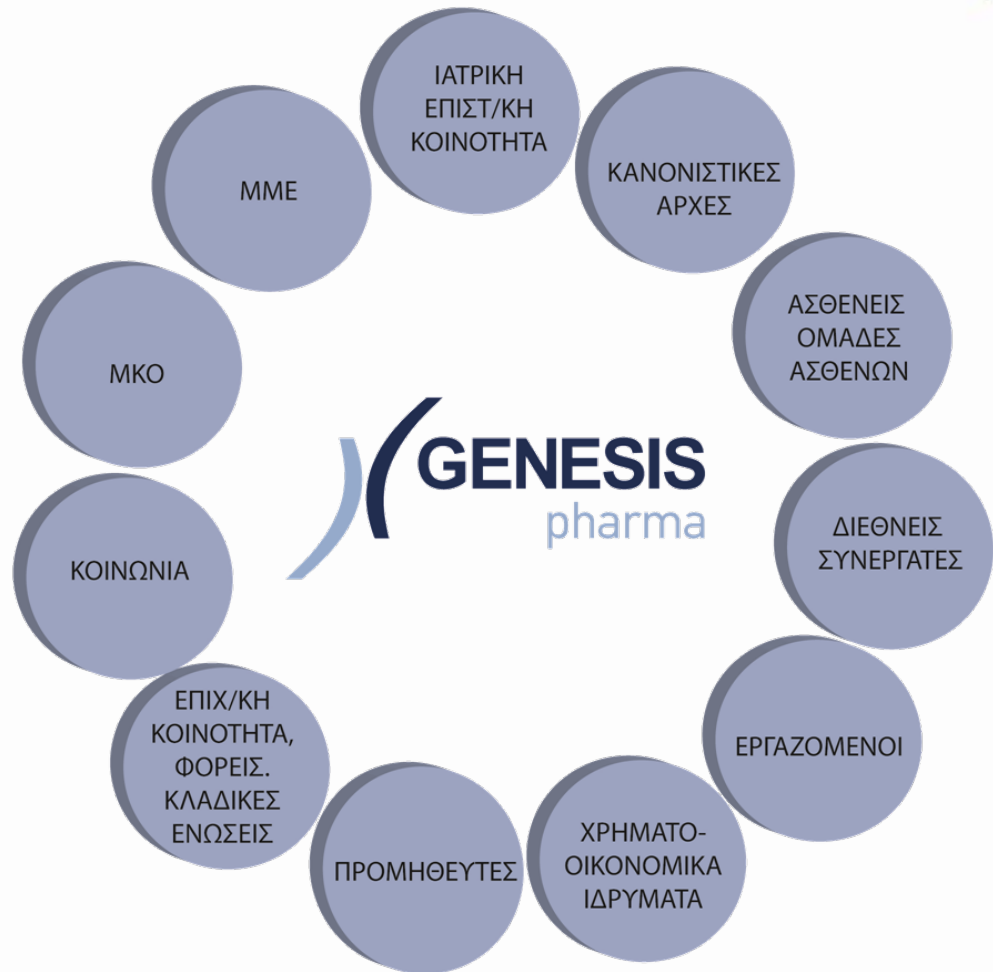 ΙΑΤΡΙΚΗ
ΕΠΙΣΤ/ΚΗ
ΚΟΙΝΟΤΗΤΑ
ΚΑΝΟΝΙΣΤΙΚΕΣ
ΑΡΧΕΣ
ΑΣΘΕΝΕΙΣ
ΟΜΑΔΕΣ
ΑΣΘΕΝΩΝ
ΔΙΕΘΝΕΙΣ
ΣΥΝΕΡΓΑΤΕΣ
ΕΡΓΑΖΟΜΕΝΟΙ
ΧΡΗΜΑΤΟ-
ΟΙΚΟΝΟΜΙΚΑ
ΙΔΡΥΜΑΤΑ
ΠΡΟΜΗΘΕΥΤΕΣ
ΕΠΙΧ/ΚΗ
ΚΟΙΝΟΤΗΤΑ,
ΦΟΡΕΙΣ.
ΚΛΑΔΙΚΕΣ
ΕΝΩΣΕΙΣ
ΚΟΙΝΩΝΙΑ
ΜΚΟ
ΜΜΕ
GENESIS
pharma